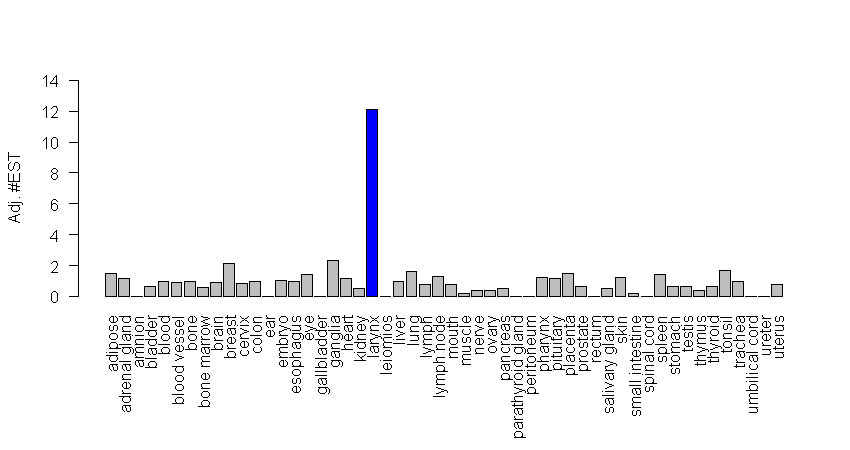 Adj. #EST
14
12
10
8
6
4
2
0
adipose
adrenal gland
amnion
bladder
blood
blood vessel
bone
bone marrow
brain
breast
cervix
colon
ear
embryo
esophagus
eye
gallbladder
ganglia
heart
kidney
larynx
leiomios
liver
lung
lymph
lymph node
mouth
muscle
nerve
ovary
pancreas
parathyroid gland
peritoneum
pharynx
pituitary
placenta
prostate
rectum
salivary gland
skin
small intestine
spinal cord
spleen
stomach
testis
thymus
thyroid
tonsil
trachea
umbilical cord
ureter
uterus